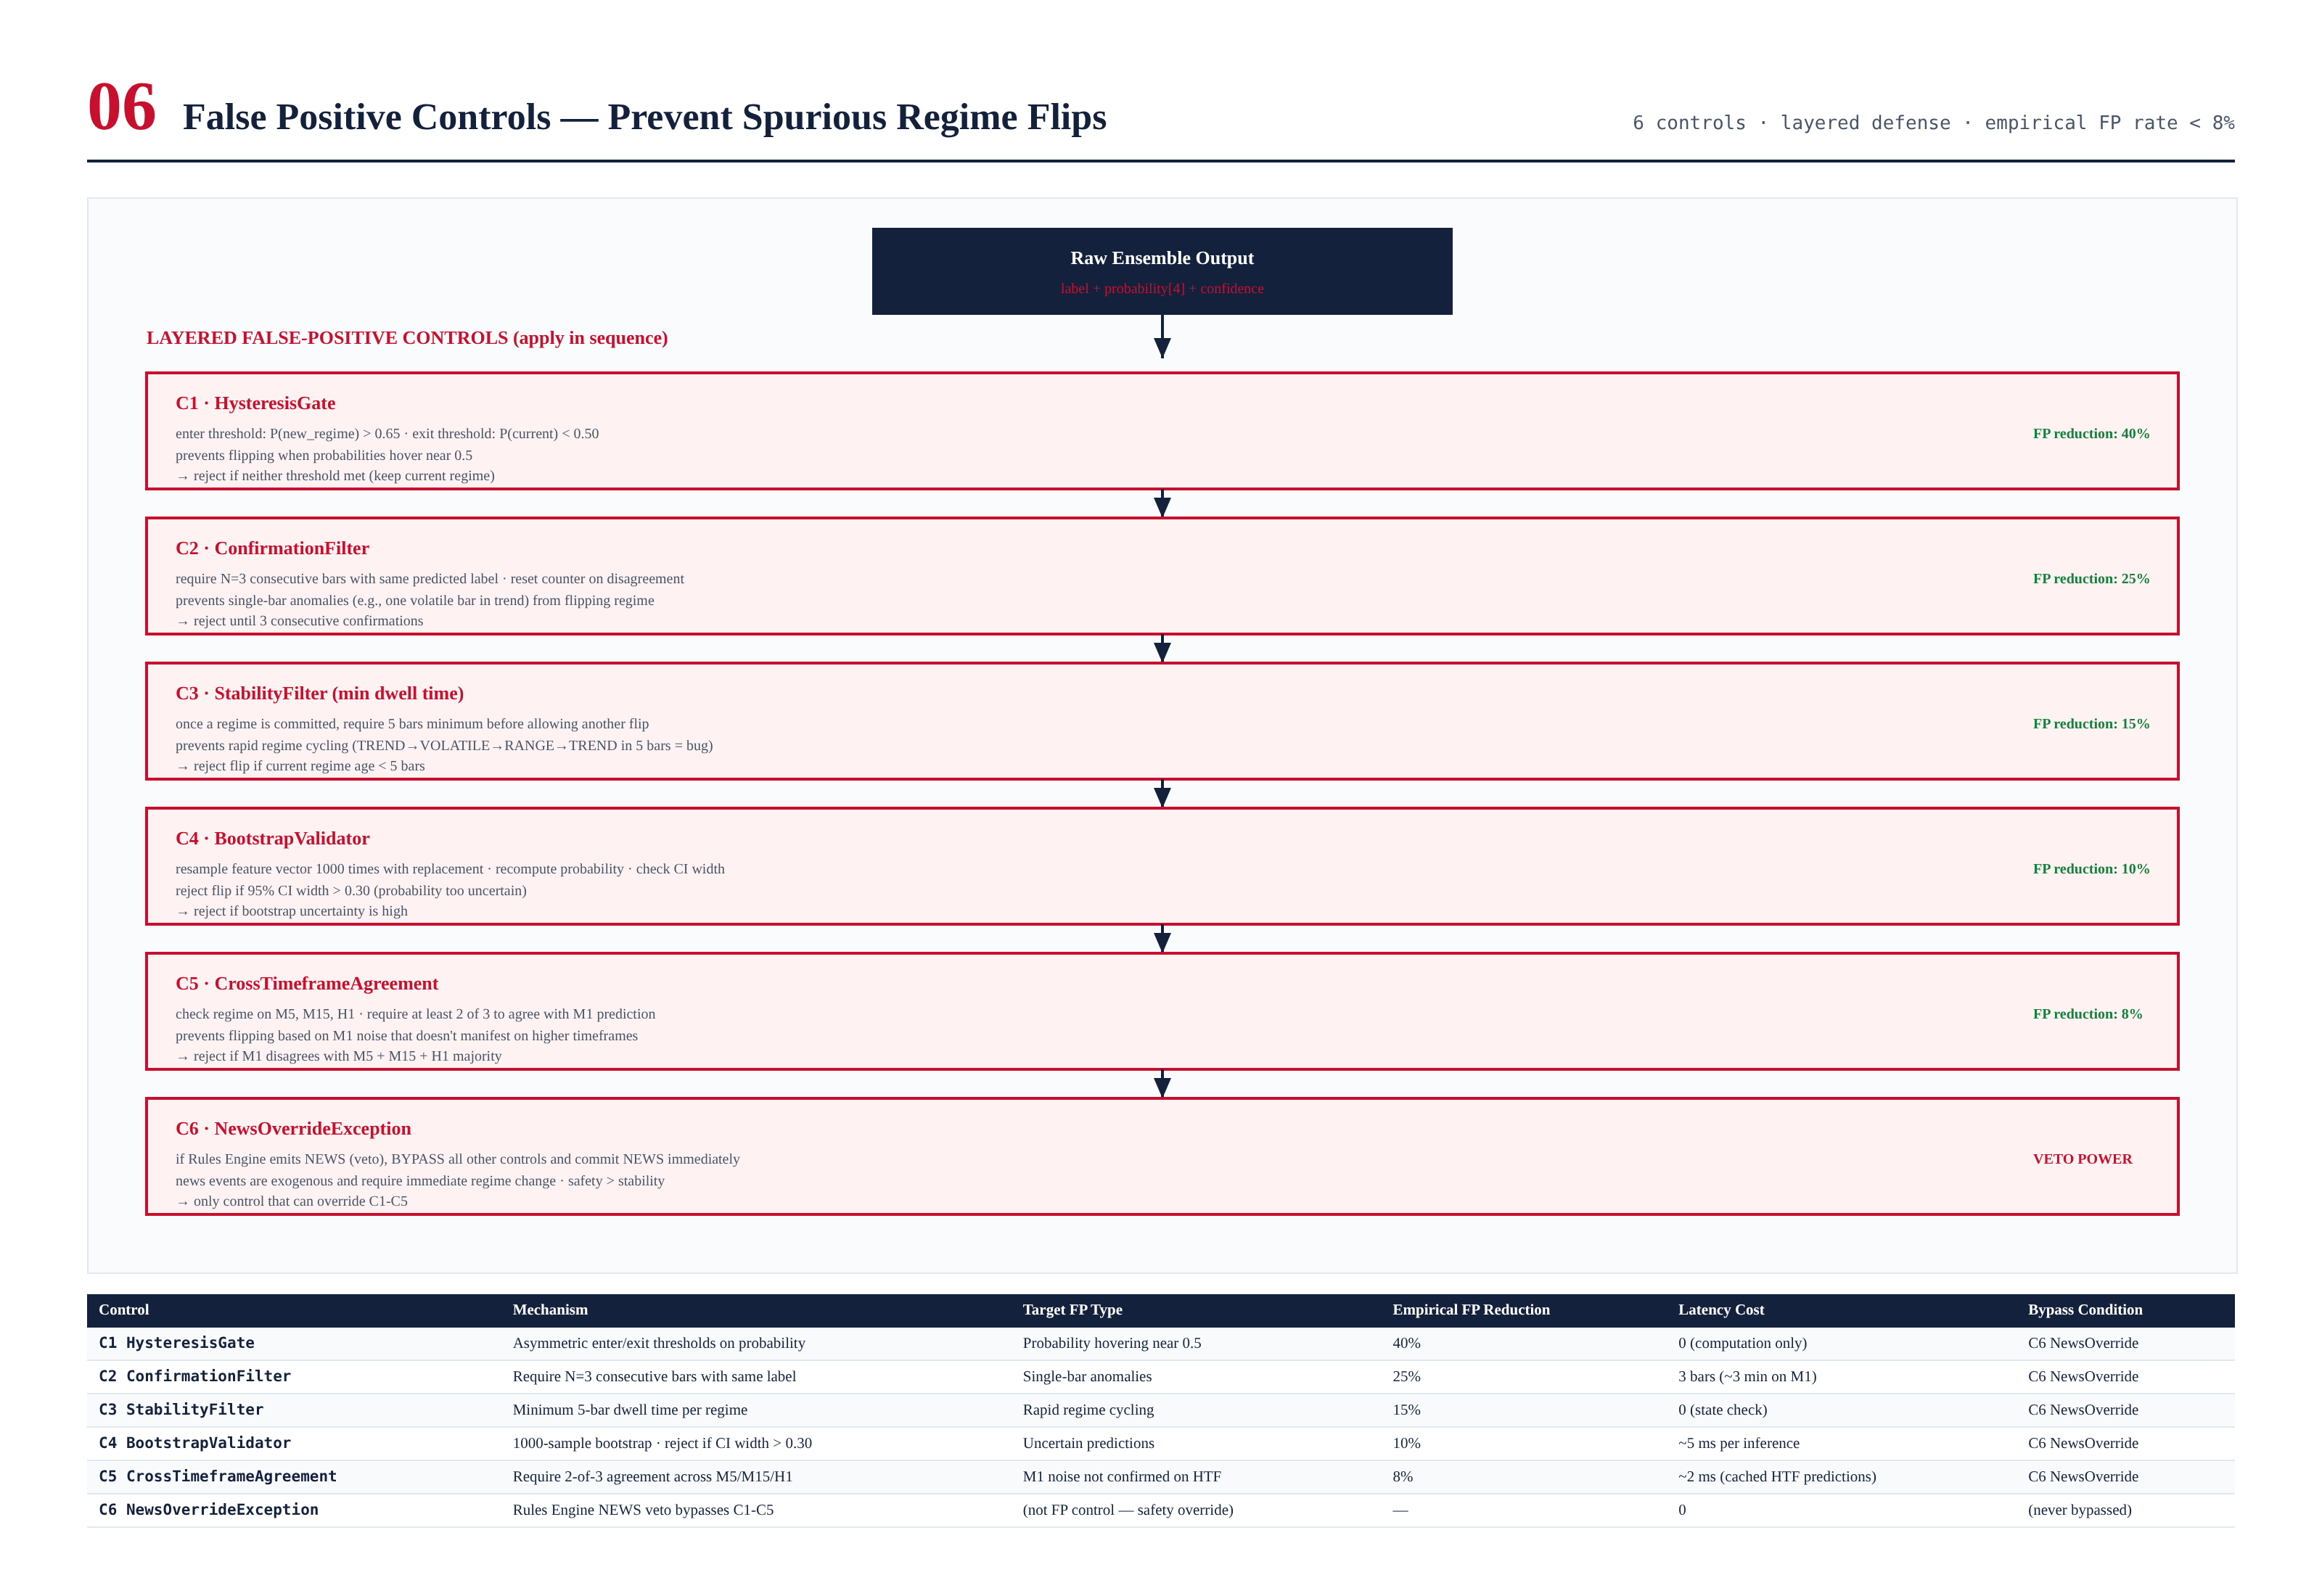 06 False Positive Controls — Prevent Spurious Regime Flips
6 controls · layered defense · empirical FP rate < 8%
Raw Ensemble Output
label + probability[4] + confidence
LAYERED FALSE-POSITIVE CONTROLS (apply in sequence)
C1 · HysteresisGate
enter threshold: P(new_regime) > 0.65 · exit threshold: P(current) < 0.50
FP reduction: 40%
prevents flipping when probabilities hover near 0.5
→ reject if neither threshold met (keep current regime)
C2 · ConfirmationFilter
require N=3 consecutive bars with same predicted label · reset counter on disagreement
FP reduction: 25%
prevents single-bar anomalies (e.g., one volatile bar in trend) from flipping regime
→ reject until 3 consecutive confirmations
C3 · StabilityFilter (min dwell time)
once a regime is committed, require 5 bars minimum before allowing another flip
FP reduction: 15%
prevents rapid regime cycling (TREND→VOLATILE→RANGE→TREND in 5 bars = bug)
→ reject flip if current regime age < 5 bars
C4 · BootstrapValidator
resample feature vector 1000 times with replacement · recompute probability · check CI width
FP reduction: 10%
reject flip if 95% CI width > 0.30 (probability too uncertain)
→ reject if bootstrap uncertainty is high
C5 · CrossTimeframeAgreement
check regime on M5, M15, H1 · require at least 2 of 3 to agree with M1 prediction
FP reduction: 8%
prevents flipping based on M1 noise that doesn't manifest on higher timeframes
→ reject if M1 disagrees with M5 + M15 + H1 majority
C6 · NewsOverrideException
if Rules Engine emits NEWS (veto), BYPASS all other controls and commit NEWS immediately
VETO POWER
news events are exogenous and require immediate regime change · safety > stability
→ only control that can override C1-C5
Control Mechanism Target FP Type Empirical FP Reduction Latency Cost Bypass Condition
C1 HysteresisGate Asymmetric enter/exit thresholds on probability Probability hovering near 0.5 40% 0 (computation only) C6 NewsOverride
C2 ConfirmationFilter Require N=3 consecutive bars with same label Single-bar anomalies 25% 3 bars (~3 min on M1) C6 NewsOverride
C3 StabilityFilter Minimum 5-bar dwell time per regime Rapid regime cycling 15% 0 (state check) C6 NewsOverride
C4 BootstrapValidator 1000-sample bootstrap · reject if CI width > 0.30 Uncertain predictions 10% ~5 ms per inference C6 NewsOverride
C5 CrossTimeframeAgreement Require 2-of-3 agreement across M5/M15/H1 M1 noise not confirmed on HTF 8% ~2 ms (cached HTF predictions) C6 NewsOverride
C6 NewsOverrideException Rules Engine NEWS veto bypasses C1-C5 (not FP control — safety override) — 0 (never bypassed)